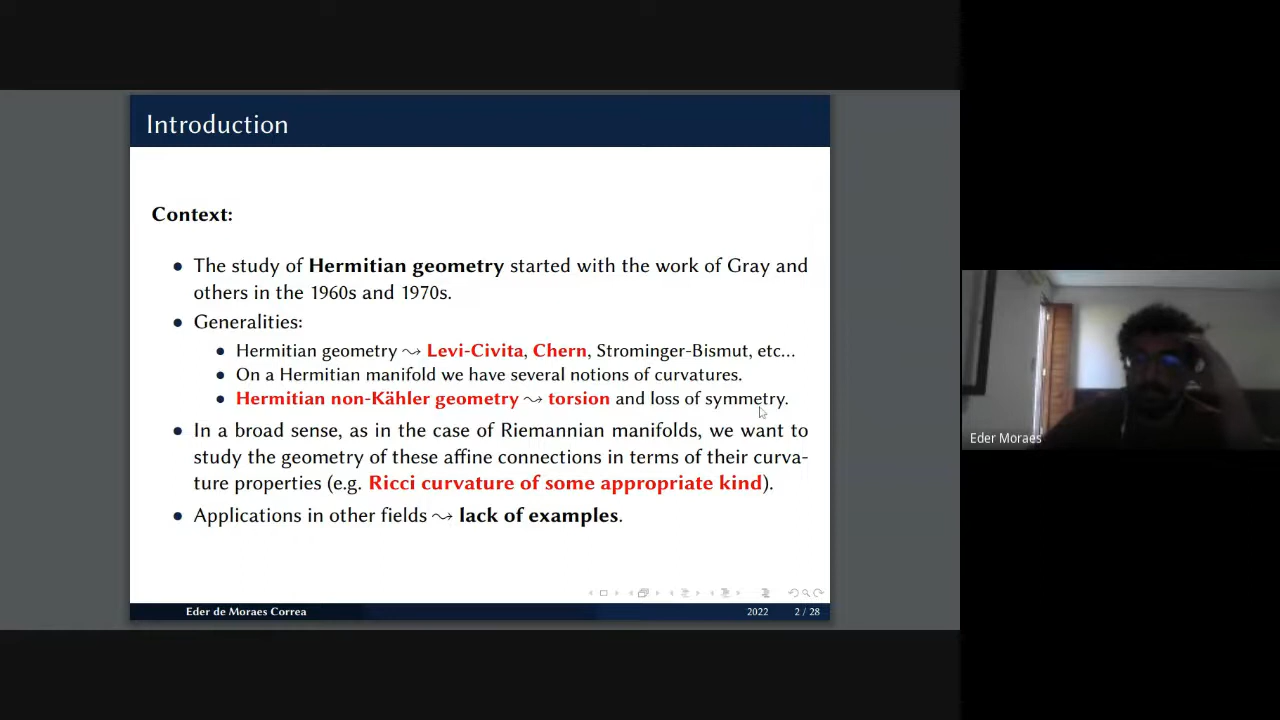 Introduction
Context:
• The study of Hermitian geometry started with the work of Gray and
others in the 1960s and 1970s.
• Generalities:
• Hermitian geometry ⇝ Levi-Civita, Chern, Strominger-Bismut, etc...
• On a Hermitian manifold we have several notions of curvatures.
• Hermitian non-Kähler geometry ⇝ torsion and loss of symmetry.
• In a broad sense, as in the case of Riemannian manifolds, we want to
study the geometry of these affine connections in terms of their curva-
ture properties (e.g. Ricci curvature of some appropriate kind).
• Applications in other fields ⇝ lack of examples.
Eder de Moraes Correa
2022
2 / 28
Eder Moraes